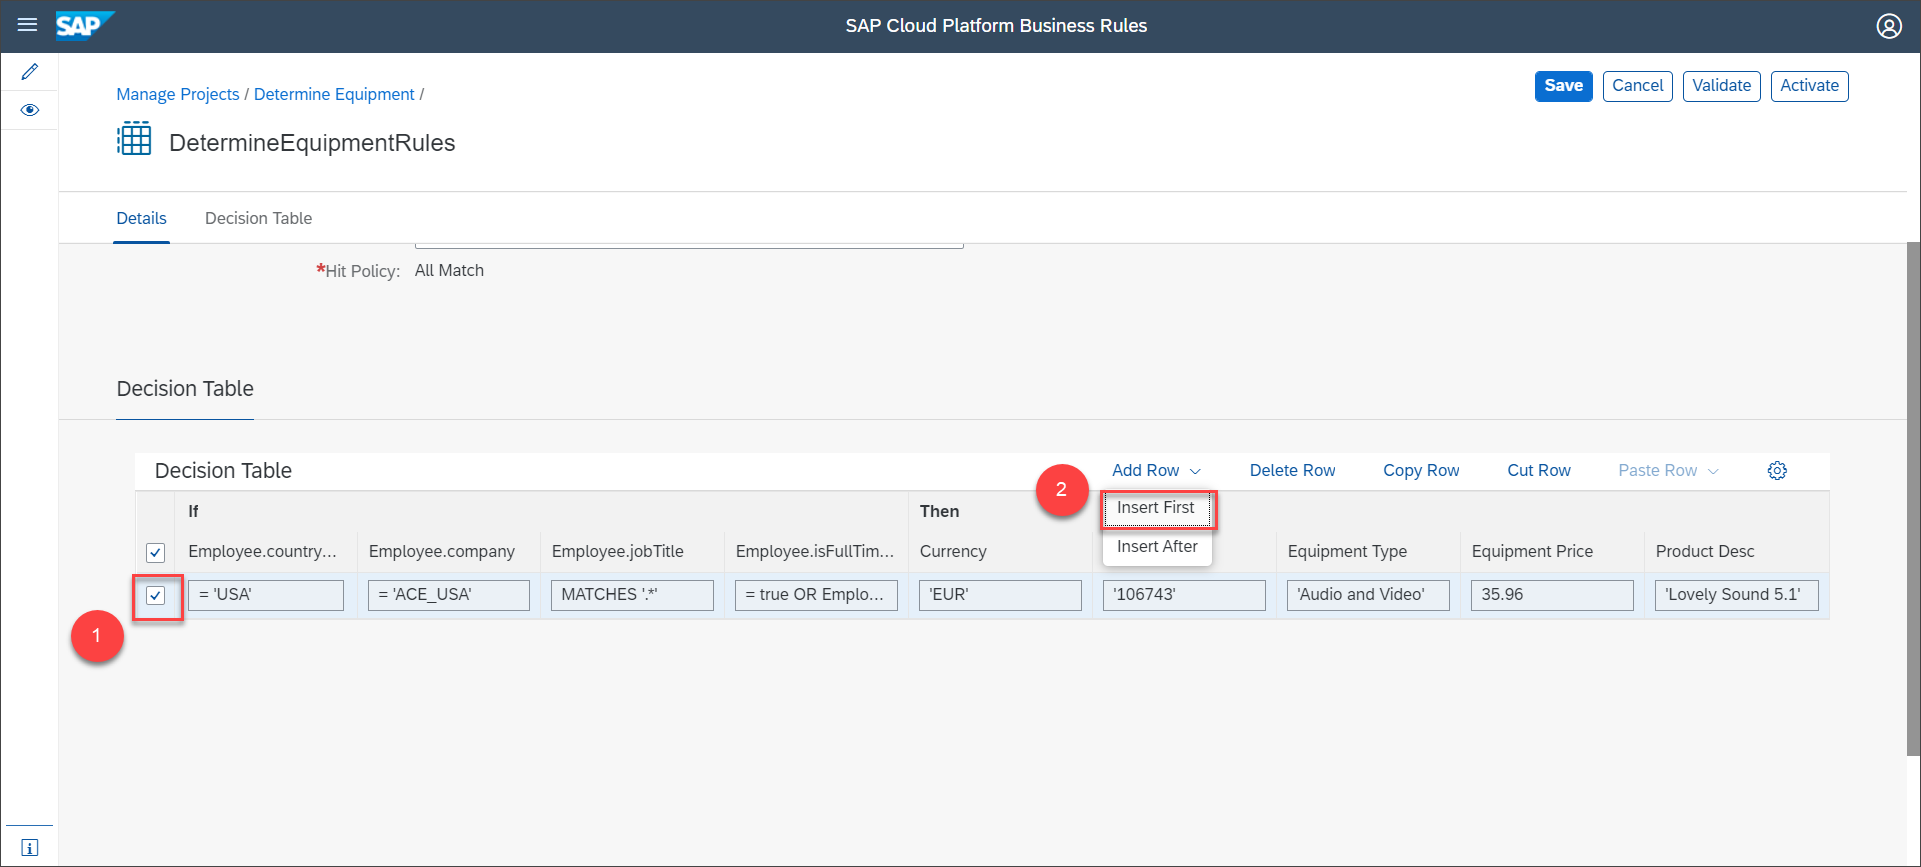 SAP
SAP Cloud Platform Business Rules
Manage Projects / Determine Equipment /
Save
Cancel
Validate
Activate
DetermineEquipmentRules
Details
Decision Table
*Hit Policy: All Match
Decision Table
Decision Table
Add Row
Delete Row
Copy Row
Cut Row
Paste Row
2
Insert First
Insert After
If
Then
Employee.country...
Employee.company
Employee.jobTitle
Employee.isFullTim...
Currency
Equipment Type
Equipment Price
Product Desc
= 'USA'
= 'ACE_USA'
MATCHES '.*'
= true OR Emplo...
'EUR'
'106743'
'Audio and Video'
35.96
'Lovely Sound 5.1'
1